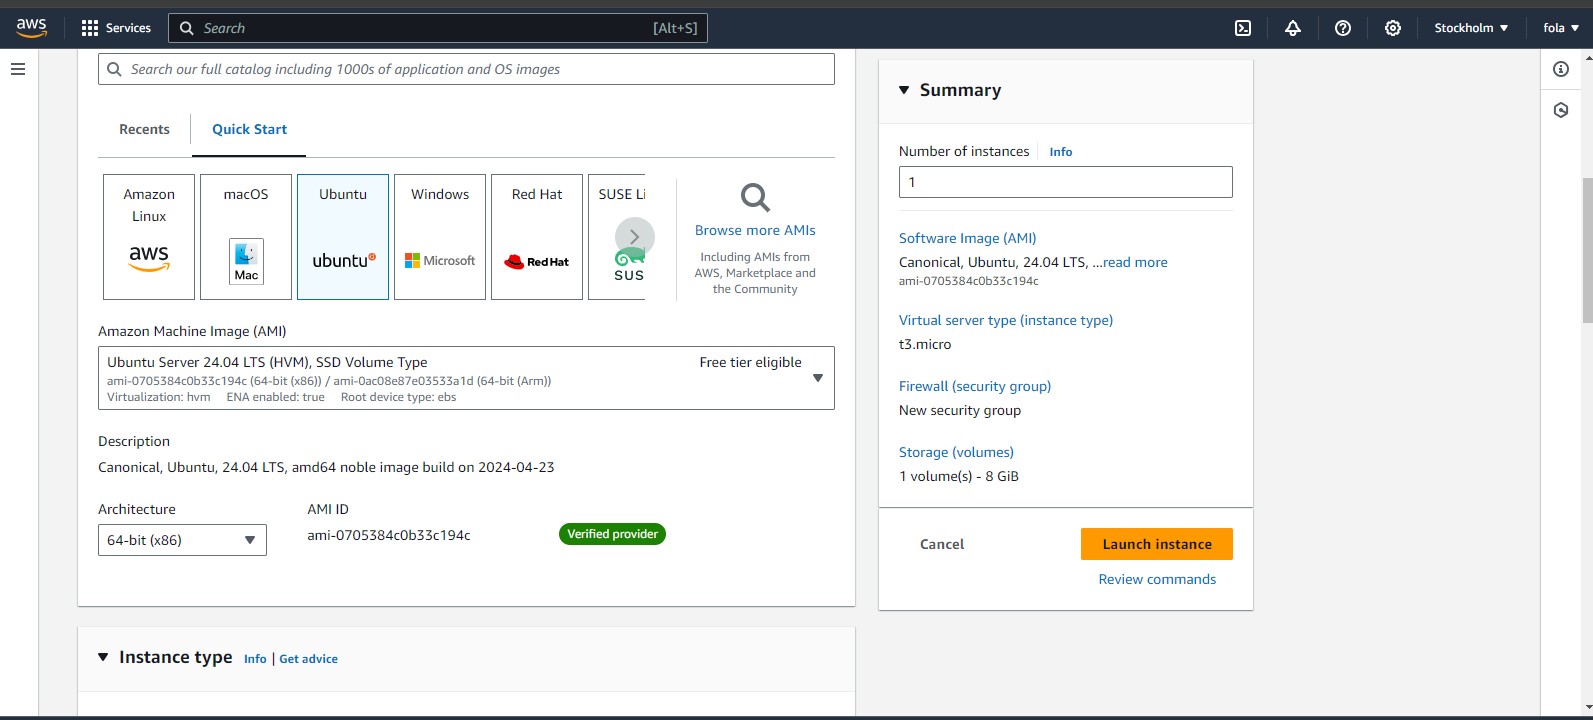 aws
Services
Search
[Alt+S]
Stockholm
fola
Search our full catalog including 1000s of application and OS images
Recents
Quick Start
Amazon
Linux
aws
macOS
Mac
Ubuntu
ubuntu
Windows
Microsoft
Red Hat
Red Hat
SUSE Li
SUS
Browse more AMIs
Including AMIs from
AWS, Marketplace and
the Community
Amazon Machine Image (AMI)
Ubuntu Server 24.04 LTS (HVM), SSD Volume Type
Free tier eligible
ami-0705384c0b33c194c (64-bit (x86)) / ami-0ac08e87e03533a1d (64-bit (Arm))
Virtualization: hvm ENA enabled: true Root device type: ebs
Description
Canonical, Ubuntu, 24.04 LTS, amd64 noble image build on 2024-04-23
Architecture
64-bit (x86)
AMI ID
ami-0705384c0b33c194c
Verified provider
Instance type Info | Get advice
Summary
Number of instances Info
1
Software Image (AMI)
Canonical, Ubuntu, 24.04 LTS, ...read more
ami-0705384c0b33c194c
Virtual server type (instance type)
t3.micro
Firewall (security group)
New security group
Storage (volumes)
1 volume(s) - 8 GiB
Cancel
Launch instance
Review commands